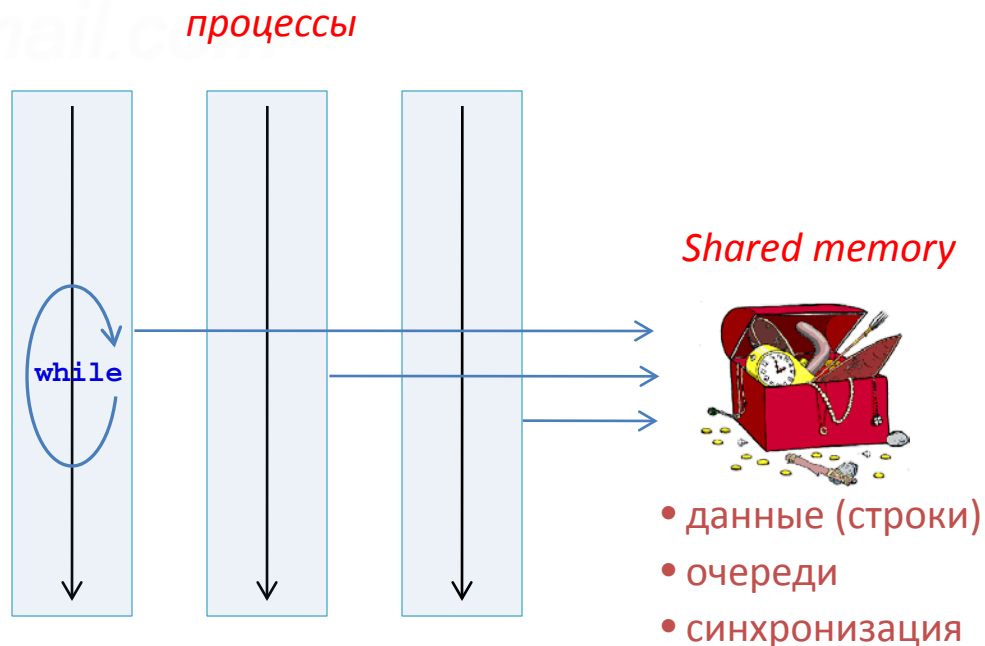 процессы
Shared memory
while
• данные (строки)
• очереди
• синхронизация